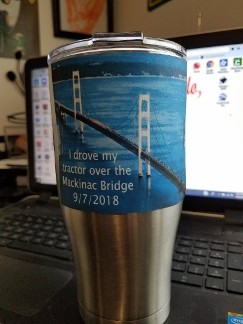 i drove my
tractor over the
Mackinac Bridge
9/7/2018